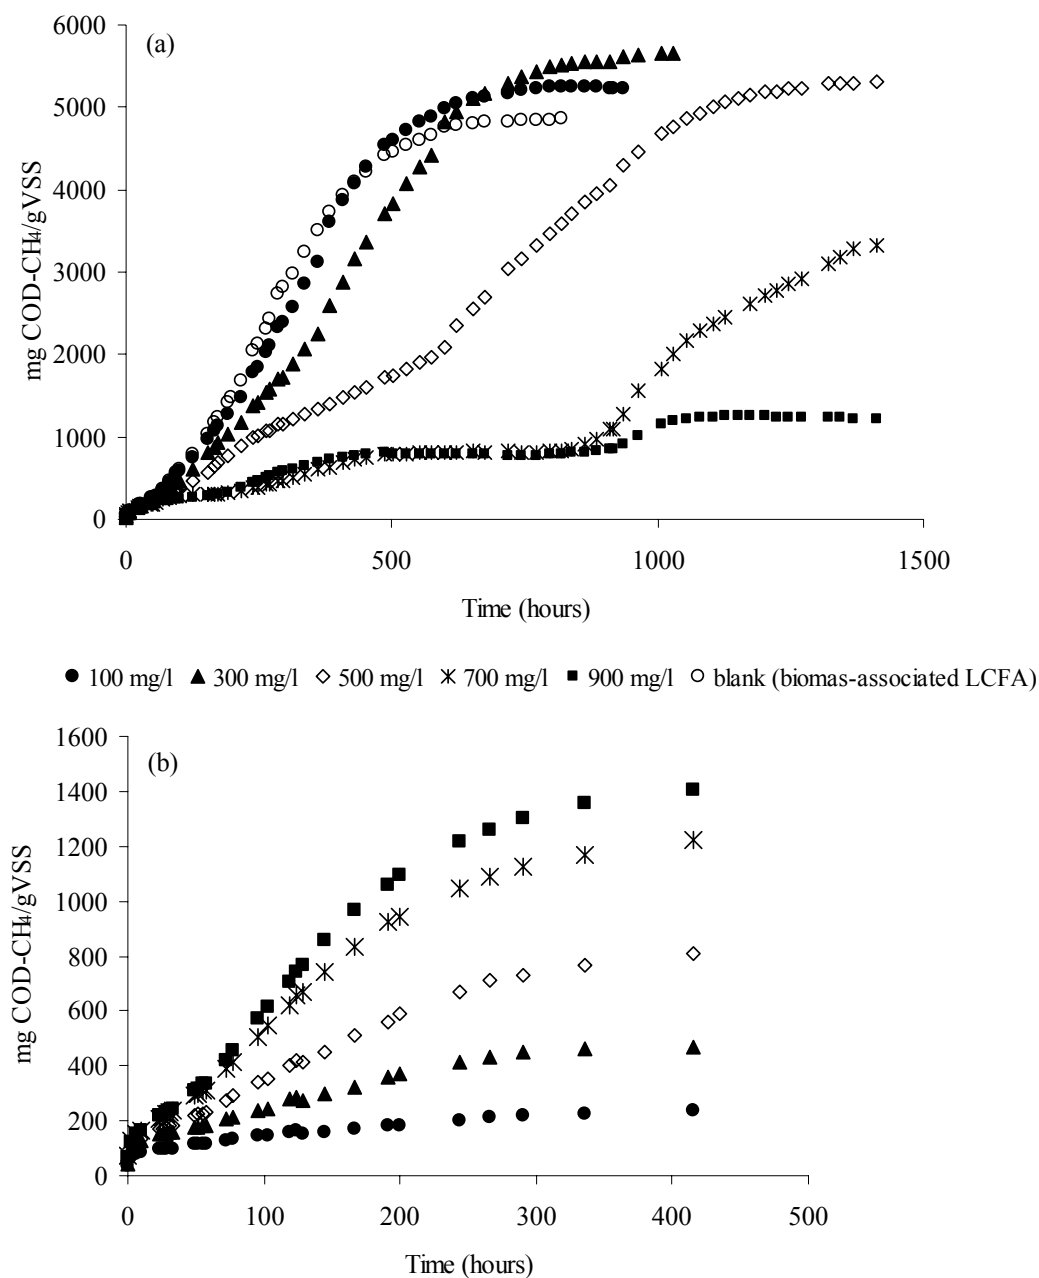 6000
(a)
5000
4000
3000
2000
1000
0
mg COD-CH4/gVSS
0 500 1000 1500
Time (hours)
100 mg/l 300 mg/l 500 mg/l 700 mg/l 900 mg/l blank (biomas-associated LCFA)
1600
(b)
1400
1200
1000
800
600
400
200
0
mg COD-CH4/gVSS
0 100 200 300 400 500
Time (hours)